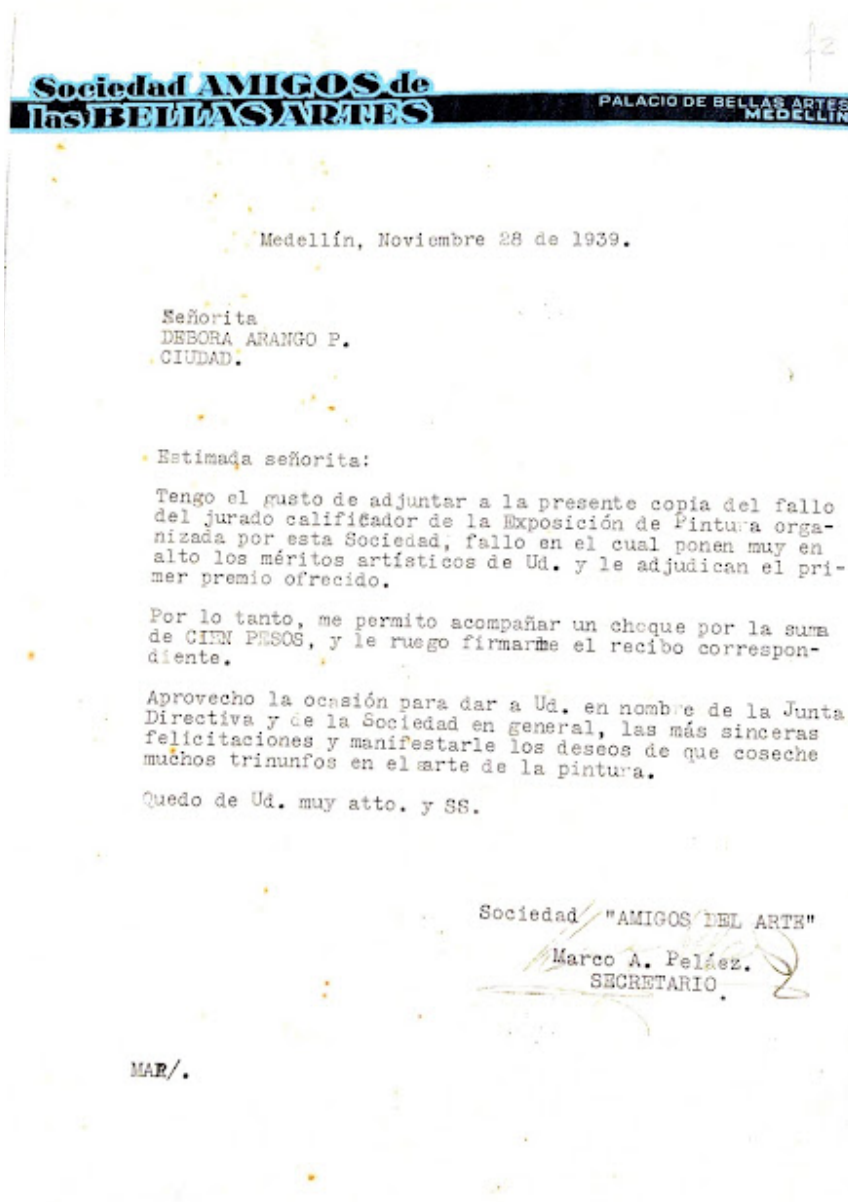 f2
Sociedad AMIGOS de
las BELLAS ARTES
PALACIO DE BELLAS ARTES
MEDELLIN
Medellín, Noviembre 28 de 1939.
Señorita
DEBORA ARANGO P.
CIUDAD.
Estimada señorita:
Tengo el gusto de adjuntar a la presente copia del fallo
del jurado calificador de la Exposición de Pintura orga-
nizada por esta Sociedad, fallo en el cual ponen muy en
alto los méritos artísticos de Ud. y le adjudican el pri-
mer premio ofrecido.
Por lo tanto, me permito acompañar un cheque por la suma
de CIEN PESOS, y le ruego firmarme el recibo correspon-
diente.
Aprovecho la ocasión para dar a Ud. en nombre de la Junta
Directiva y de la Sociedad en general, las más sinceras
felicitaciones y manifestarle los deseos de que coseche
muchos trinunfos en el arte de la pintura.
Quedo de Ud. muy atto. y SS.
Sociedad "AMIGOS DEL ARTE"
Marco A. Peláez.
SECRETARIO.
MAR/.